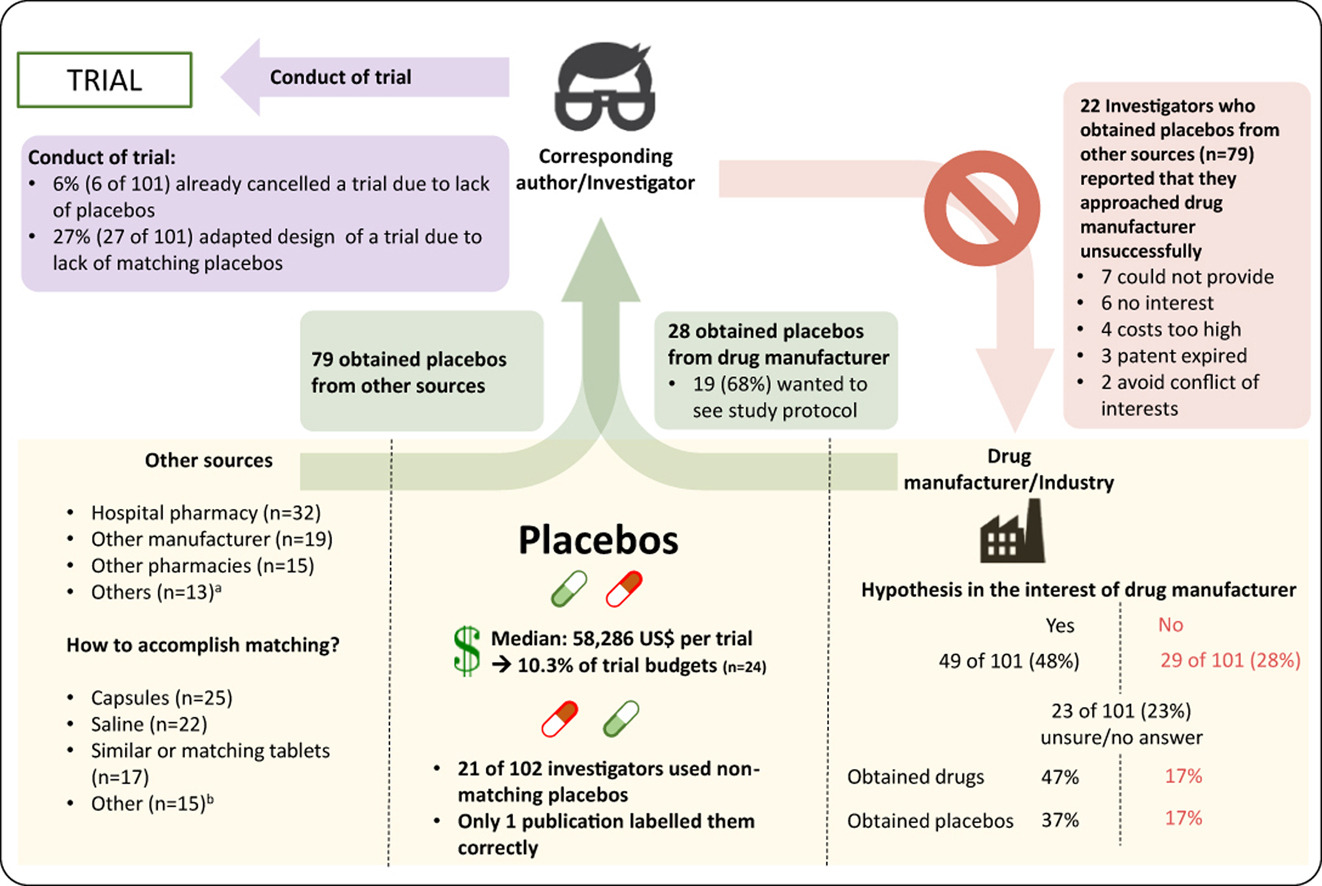 TRIAL
Conduct of trial
Corresponding
author/Investigator
Conduct of trial:
• 6% (6 of 101) already cancelled a trial due to lack
of placebos
• 27% (27 of 101) adapted design of a trial due to
lack of matching placebos
22 Investigators who
obtained placebos from
other sources (n=79)
reported that they
approached drug
manufacturer
unsuccessfully
• 7 could not provide
• 6 no interest
• 4 costs too high
• 3 patent expired
• 2 avoid conflict of
interests
79 obtained placebos
from other sources
28 obtained placebos
from drug manufacturer
• 19 (68%) wanted to
see study protocol
Other sources
• Hospital pharmacy (n=32)
• Other manufacturer (n=19)
• Other pharmacies (n=15)
• Others (n=13)ᵃ
How to accomplish matching?
• Capsules (n=25)
• Saline (n=22)
• Similar or matching tablets
(n=17)
• Other (n=15)ᵇ
Placebos
$ Median: 58,286 US$ per trial
→ 10.3% of trial budgets (n=24)
• 21 of 102 investigators used non-
matching placebos
• Only 1 publication labelled them
correctly
Drug
manufacturer/Industry
Hypothesis in the interest of drug manufacturer
Yes No
49 of 101 (48%) 29 of 101 (28%)
23 of 101 (23%)
unsure/no answer
Obtained drugs 47% 17%
Obtained placebos 37% 17%